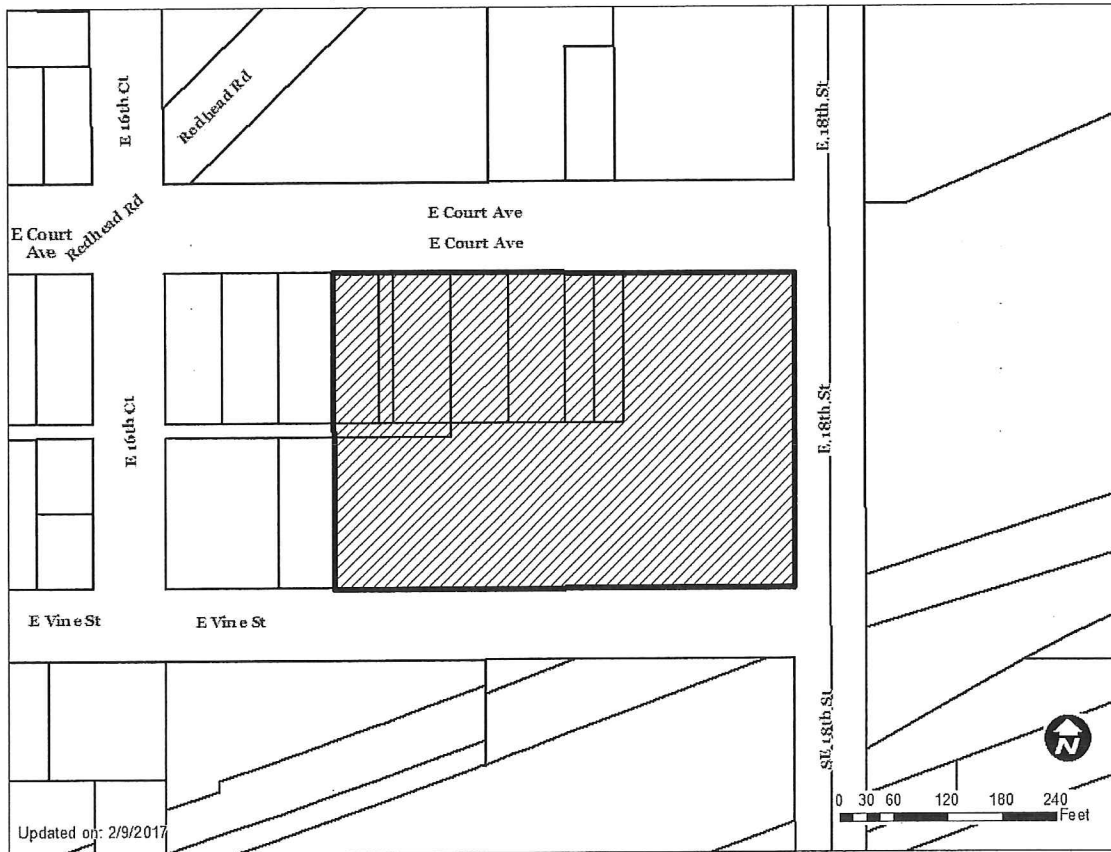 E 16th Ct
Redhead Rd
E 18th St
E Court Ave
E Court Ave
E Court
Ave
Redhead Rd
E 16th Ct
E 18th St
E Vine St
E Vine St
SE 18th St
N
0 30 60 120 180 240
Feet
Updated on: 2/9/2017